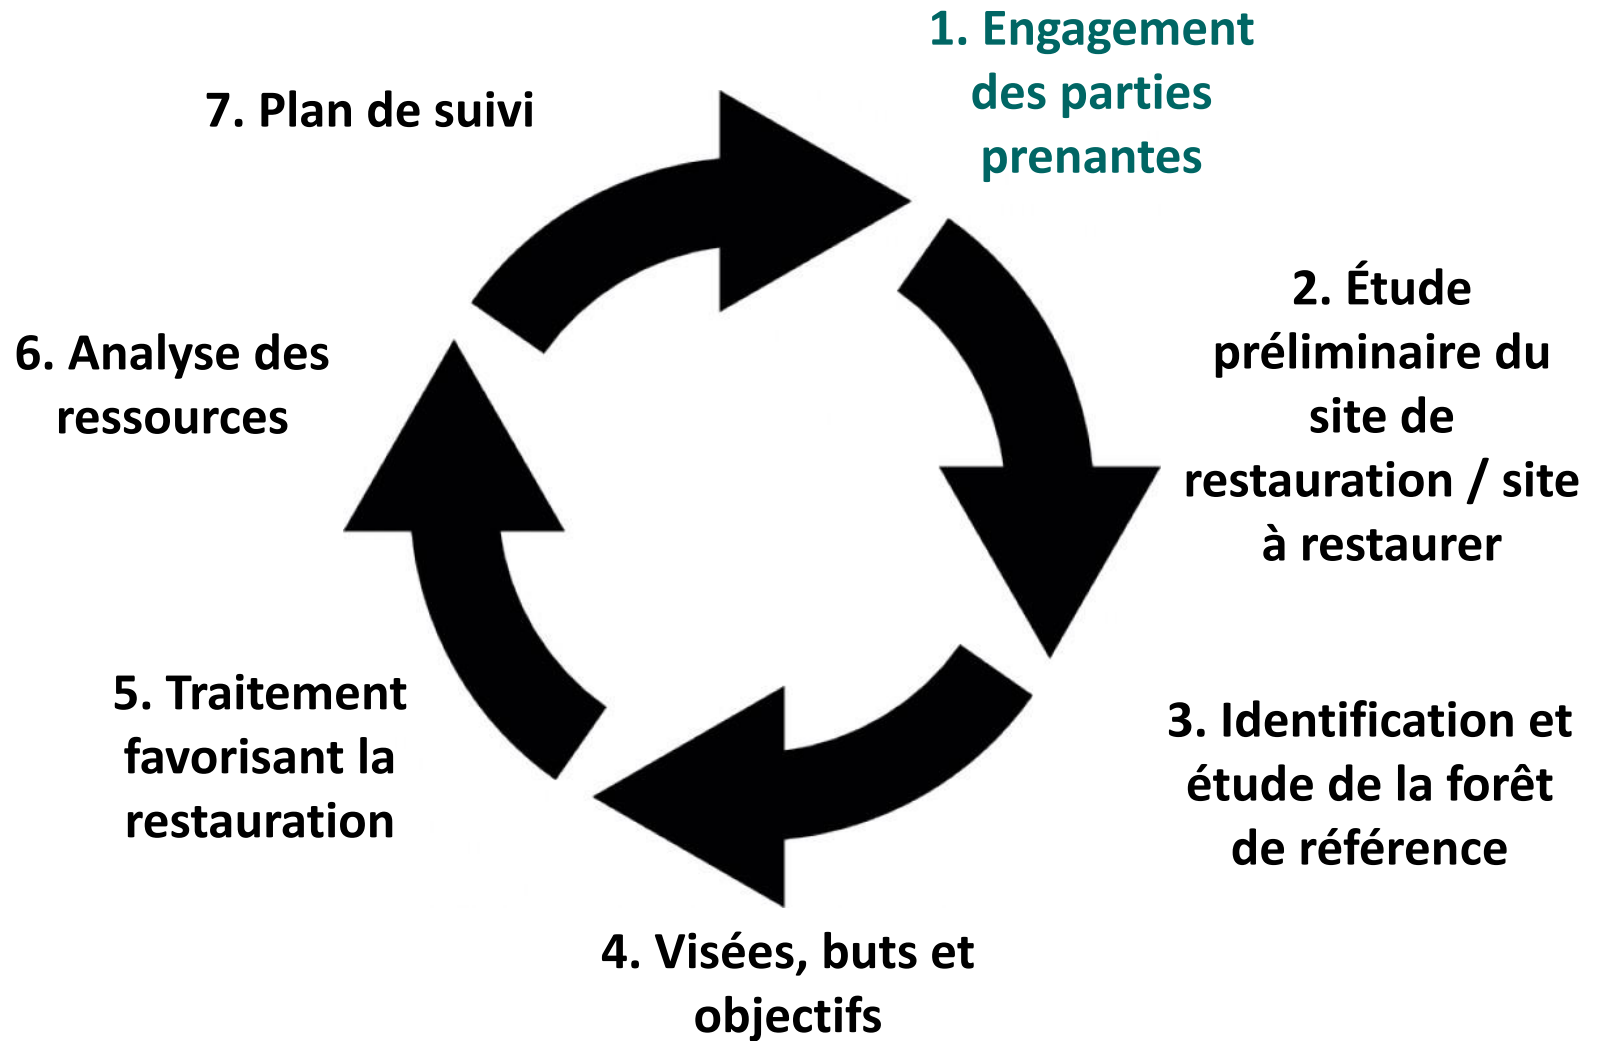 1. Engagement
des parties
prenantes
2. Étude
préliminaire du
site de
restauration / site
à restaurer
3. Identification et
étude de la forêt
de référence
4. Visées, buts et
objectifs
5. Traitement
favorisant la
restauration
6. Analyse des
ressources
7. Plan de suivi